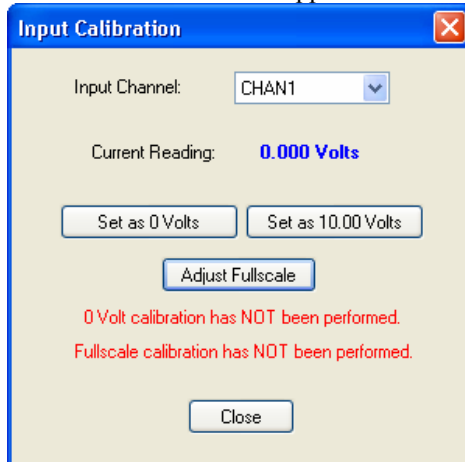 Input Calibration
Input Channel: CHAN1
Current Reading: 0.000 Volts
Set as 0 Volts Set as 10.00 Volts
Adjust Fullscale
0 Volt calibration has NOT been performed.
Fullscale calibration has NOT been performed.
Close